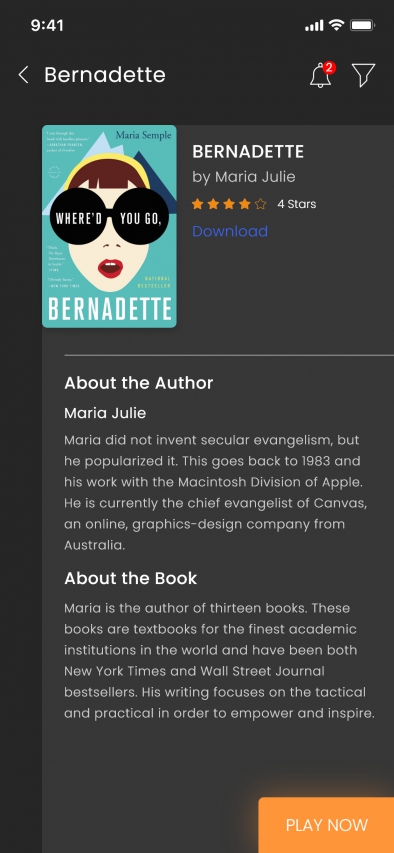 9:41
Bernadette
2
Maria Semple
WHERE'D YOU GO,
NATIONAL
BESTSELLER
BERNADETTE
BERNADETTE
by Maria Julie
4 Stars
Download
About the Author
Maria Julie
Maria did not invent secular evangelism, but
he popularized it. This goes back to 1983 and
his work with the Macintosh Division of Apple.
He is currently the chief evangelist of Canvas,
an online, graphics-design company from
Australia.
About the Book
Maria is the author of thirteen books. These
books are textbooks for the finest academic
institutions in the world and have been both
New York Times and Wall Street Journal
bestsellers. His writing focuses on the tactical
and practical in order to empower and inspire.
PLAY NOW